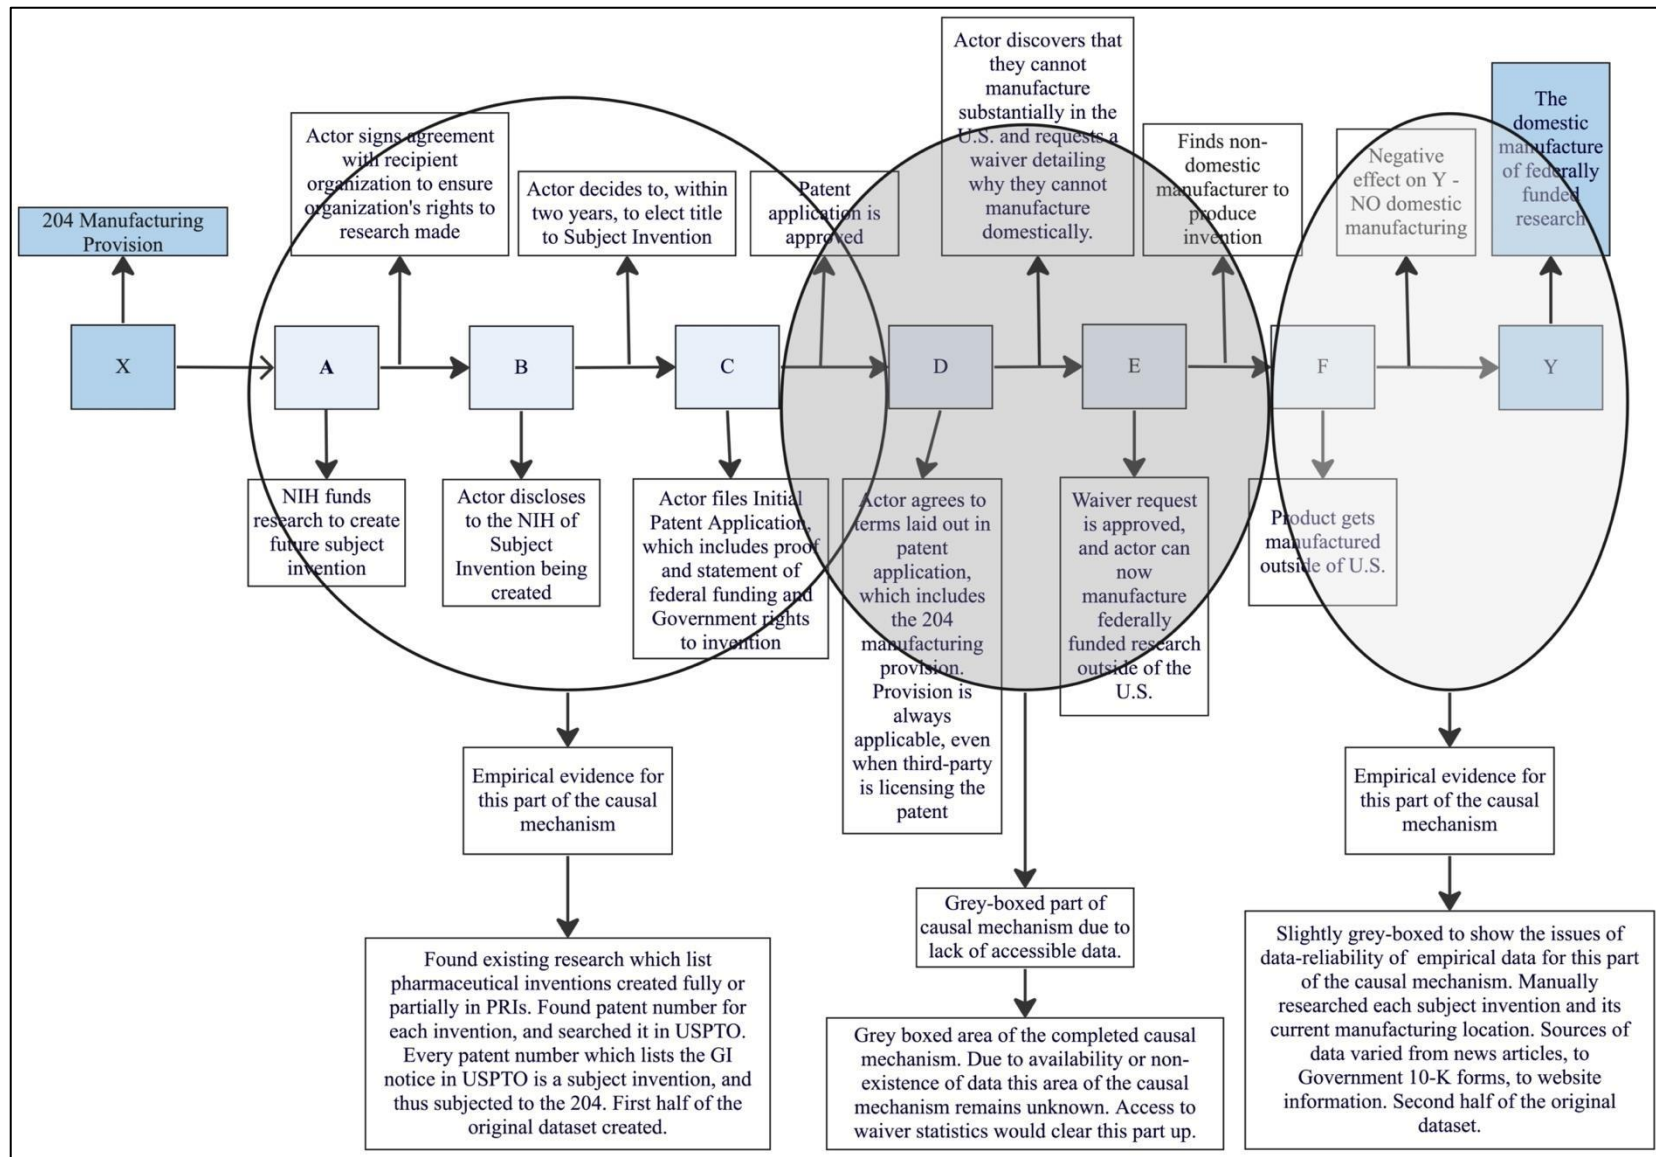 204 Manufacturing
Provision
Actor signs agreement
with recipient
organization to ensure
organization's rights to
research made
Actor decides to, within
two years, to elect title
to Subject Invention
Patent
application is
approved
Actor discovers that
they cannot
manufacture
substantially in the
U.S. and requests a
waiver detailing
why they cannot
manufacture
domestically.
Finds non-
domestic
manufacturer to
produce
invention
Negative
effect on Y -
NO domestic
manufacturing
The
domestic
manufacture
of federally
funded
research
X
A
B
C
D
E
F
Y
NIH funds
research to create
future subject
invention
Actor discloses
to the NIH of
Subject
Invention being
created
Actor files Initial
Patent Application,
which includes proof
and statement of
federal funding and
Government rights
to invention
Actor agrees to
terms laid out in
patent
application,
which includes
the 204
manufacturing
provision.
Provision is
always
applicable, even
when third-party
is licensing the
patent
Waiver request
is approved,
and actor can
now
manufacture
federally
funded research
outside of the
U.S.
Product gets
manufactured
outside of U.S.
Empirical evidence for
this part of the causal
mechanism
Grey-boxed part of
causal mechanism due to
lack of accessible data.
Empirical evidence for
this part of the causal
mechanism
Found existing research which list
pharmaceutical inventions created fully or
partially in PRIs. Found patent number for
each invention, and searched it in USPTO.
Every patent number which lists the GI
notice in USPTO is a subject invention, and
thus subjected to the 204. First half of the
original dataset created.
Grey boxed area of the completed causal
mechanism. Due to availability or non-
existence of data this area of the causal
mechanism remains unknown. Access to
waiver statistics would clear this part up.
Slightly grey-boxed to show the issues of
data-reliability of empirical data for this part
of the causal mechanism. Manually
researched each subject invention and its
current manufacturing location. Sources of
data varied from news articles, to
Government 10-K forms, to website
information. Second half of the original
dataset.